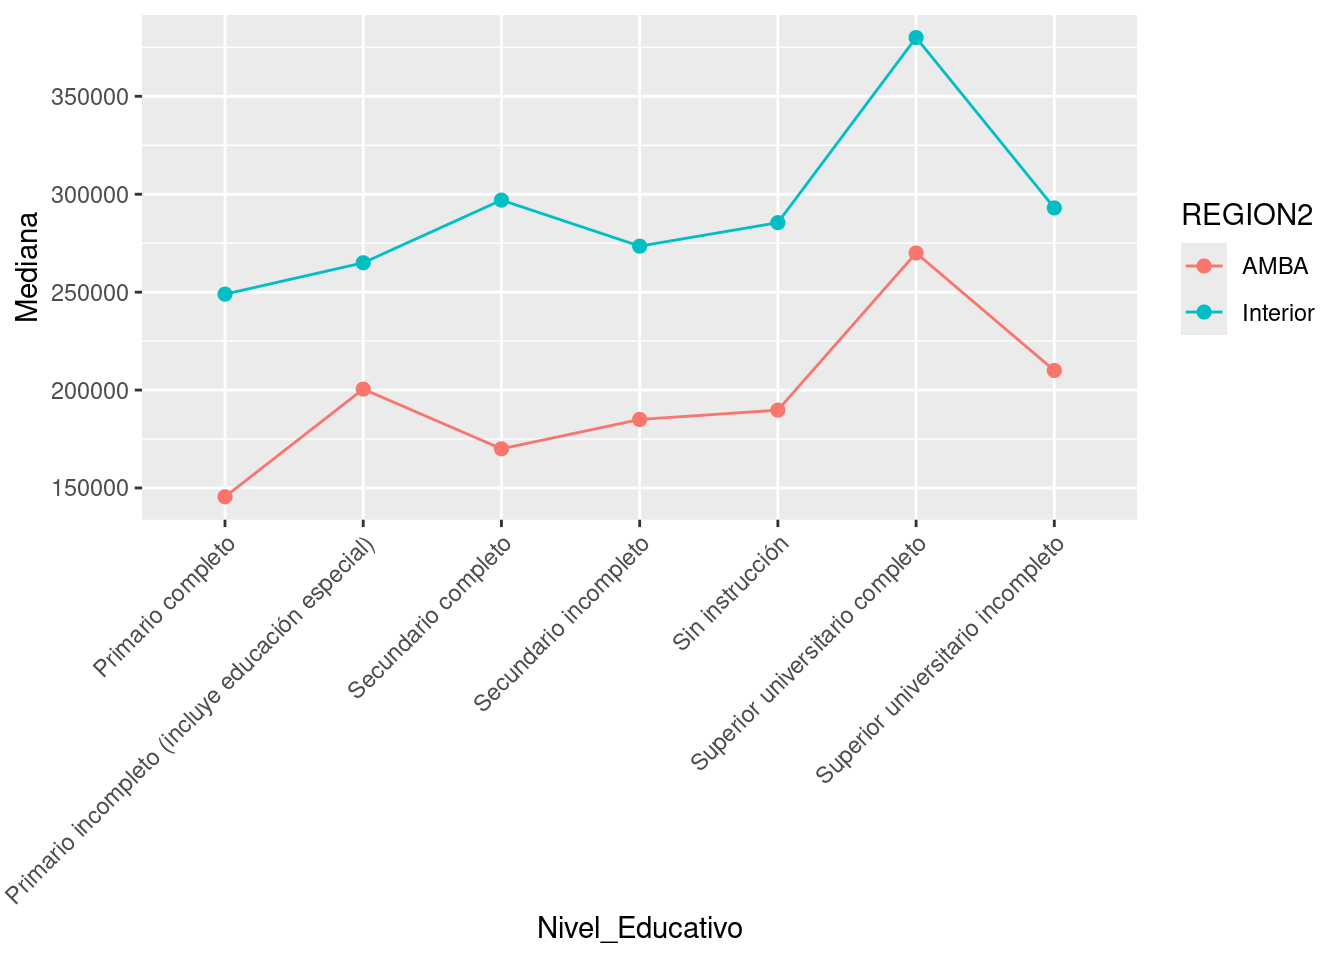 Mediana
350000
300000
250000
200000
150000
Primario completo
Primario incompleto (incluye educación especial)
Secundario completo
Secundario incompleto
Sin instrucción
Superior universitario completo
Superior universitario incompleto
Nivel_Educativo
REGION2
AMBA
Interior